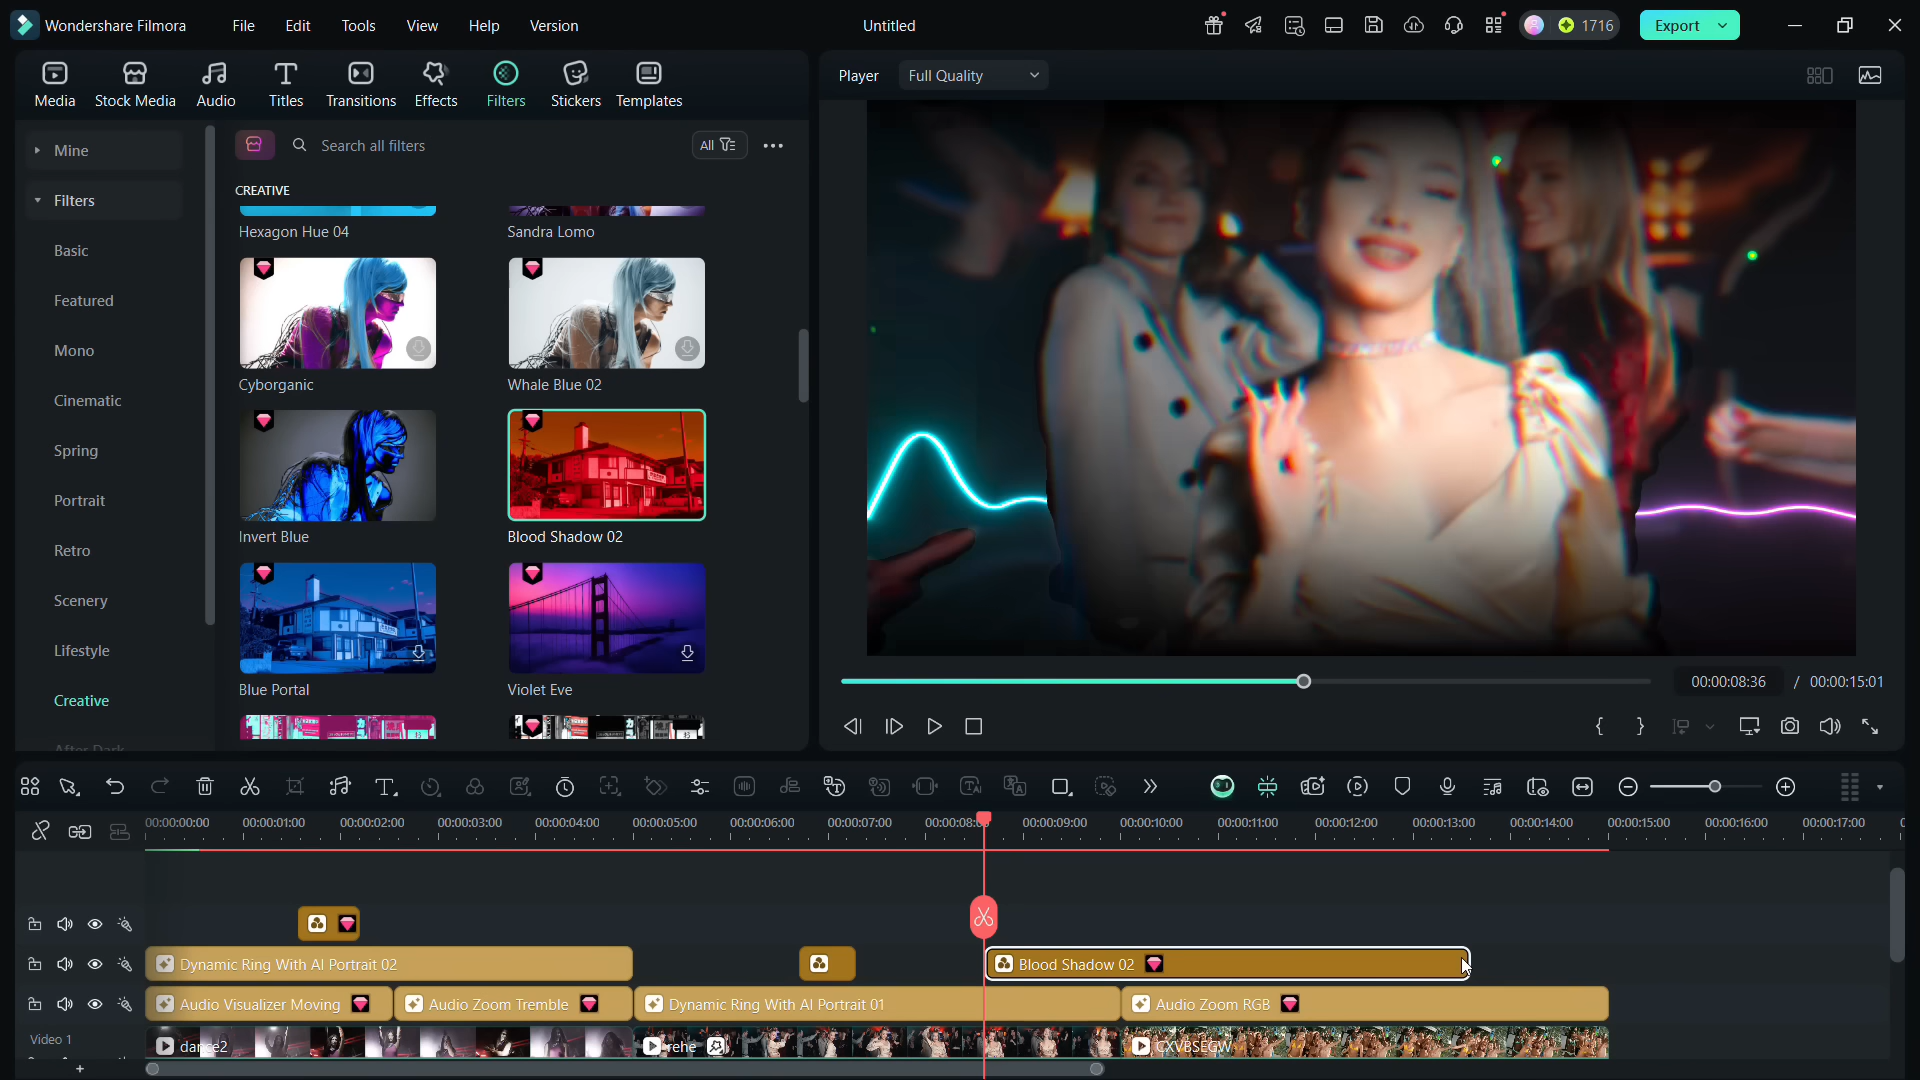 Wondershare Filmora
File
Edit
Tools
View
Help
Version
Untitled
1716
Export
Media
Stock Media
Audio
Titles
Transitions
Effects
Filters
Stickers
Templates
Player
Full Quality
Mine
Filters
Basic
Featured
Mono
Cinematic
Spring
Portrait
Retro
Scenery
Lifestyle
Creative
After Dark
Search all filters
All
CREATIVE
Hexagon Hue 04
Sandra Lomo
Cyborganic
Whale Blue 02
Invert Blue
Blood Shadow 02
Blue Portal
Violet Eve
00:00:08:36 / 00:00:15:01
00:00:00:00
00:00:01:00
00:00:02:00
00:00:03:00
00:00:04:00
00:00:05:00
00:00:06:00
00:00:07:00
00:00:08:0
00:00:09:00
00:00:10:00
00:00:11:00
00:00:12:00
00:00:13:00
00:00:14:00
00:00:15:00
00:00:16:00
00:00:17:00
Dynamic Ring With AI Portrait 02
Blood Shadow 02
Audio Visualizer Moving
Audio Zoom Tremble
Dynamic Ring With AI Portrait 01
Audio Zoom RGB
Video 1
dance2
rehe
CXVBSEGW